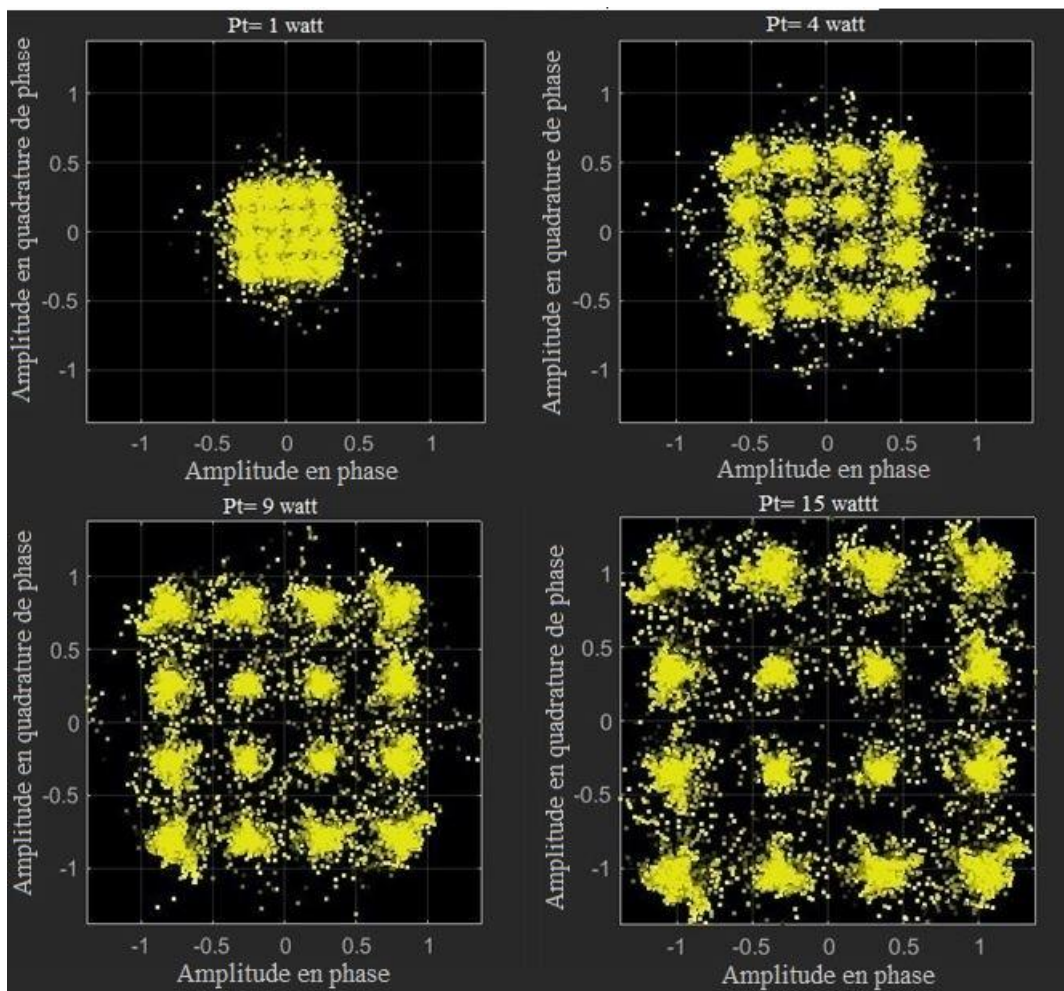 Pt= 1 watt
Amplitude en quadrature de phase
1
0.5
0
-0.5
-1
-1 -0.5 0 0.5 1
Amplitude en phase
Pt= 4 watt
Amplitude en quadrature de phase
1
0.5
0
-0.5
-1
-1 -0.5 0 0.5 1
Amplitude en phase
Pt= 9 watt
Amplitude en quadrature de phase
1
0.5
0
-0.5
-1
-1 -0.5 0 0.5 1
Amplitude en phase
Pt= 15 wattt
Amplitude en quadrature de phase
1
0.5
0
-0.5
-1
-1 -0.5 0 0.5 1
Amplitude en phase